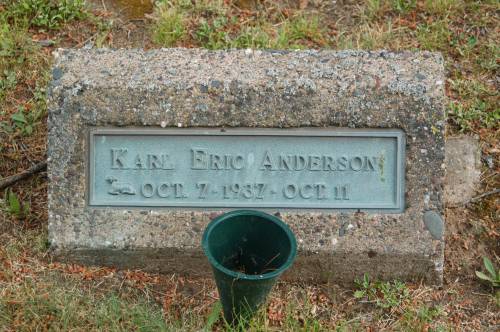 Karl Eric Anderson
Oct. 7 - 1937 - Oct. 11